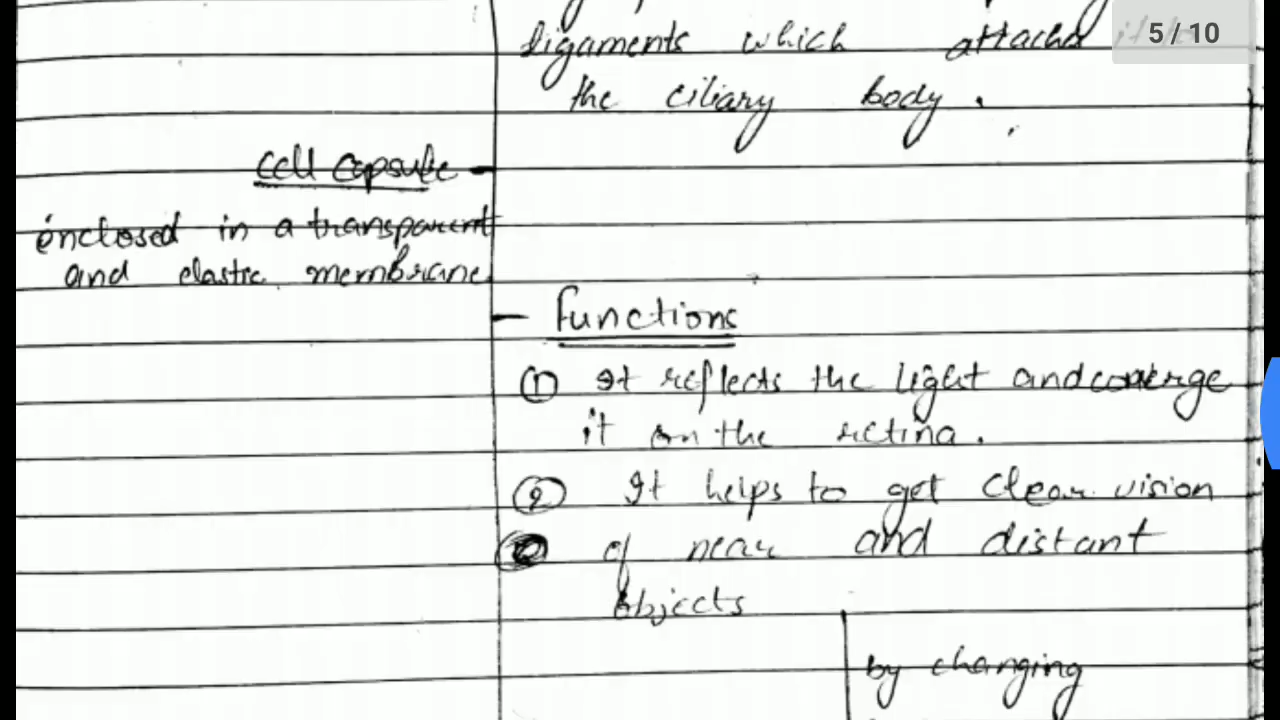 5 / 10
ligaments which attached
the ciliary body.
Cell capsule -
enclosed in a transparent
and elastic membrane
- Functions
① It reflects the light and converge
it on the retina.
② It helps to get clear vision
of near and distant
objects
by changing